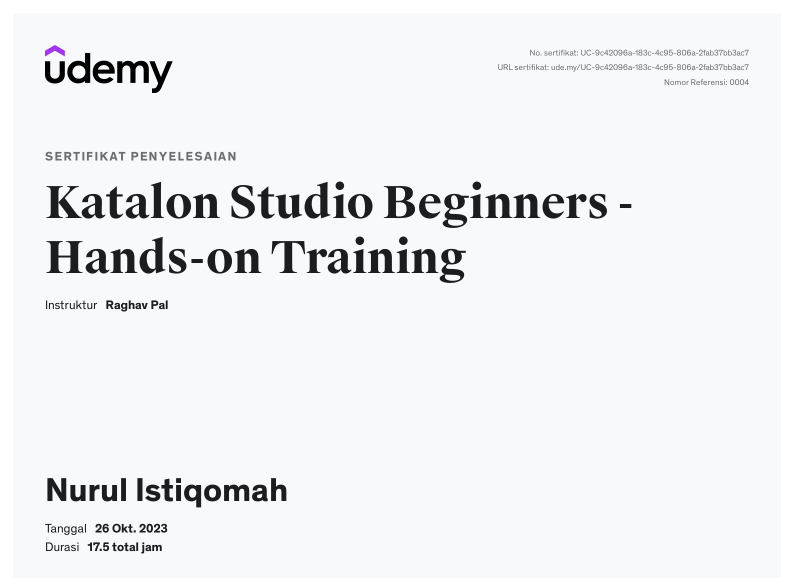 udemy
No. sertifikat: UC-9c42096a-183c-4c95-806a-2fab37bb3ac7
URL sertifikat: ude.my/UC-9c42096a-183c-4c95-806a-2fab37bb3ac7
Nomor Referensi: 0004
SERTIFIKAT PENYELESAIAN
Katalon Studio Beginners -
Hands-on Training
Instruktur Raghav Pal
Nurul Istiqomah
Tanggal 26 Okt. 2023
Durasi 17.5 total jam